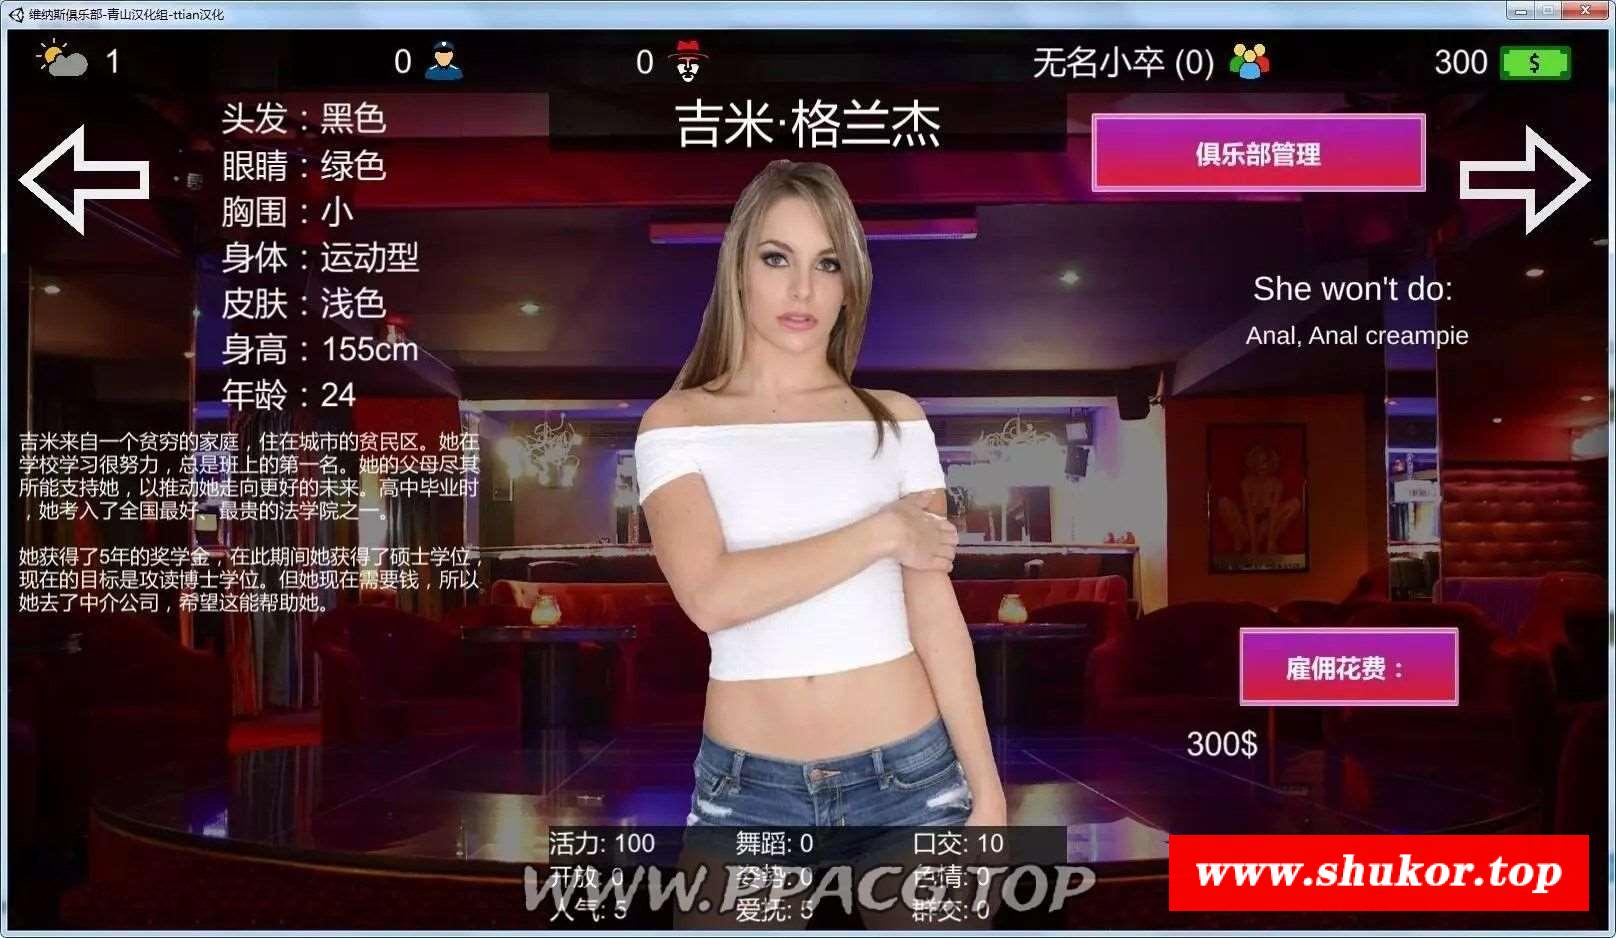 维纳斯俱乐部-青山汉化组-ttian汉化
1
0
0
无名小卒 (0)
300
$
吉米·格兰杰
俱乐部管理
头发：黑色
眼睛：绿色
胸围：小
身体：运动型
皮肤：浅色
身高：155cm
年龄：24
She won't do:
Anal, Anal creampie
吉米来自一个贫穷的家庭，住在城市的贫民区。她在
学校学习很努力，总是班上的第一名。她的父母尽其
所能支持她，以推动她走向更好的未来。高中毕业时
，她考入了全国最好、最贵的法学院之一。
她获得了5年的奖学金，在此期间她获得了硕士学位，
现在的目标是攻读博士学位。但她现在需要钱，所以
她去了中介公司，希望这能帮助她。
雇佣花费：
300$
活力: 100 舞蹈: 0 口交: 10
开放: 0 姿势: 0 色情: 0
人气: 5 爱抚: 5 群交: 0
WWW.PPACG.TOP
www.shukor.top